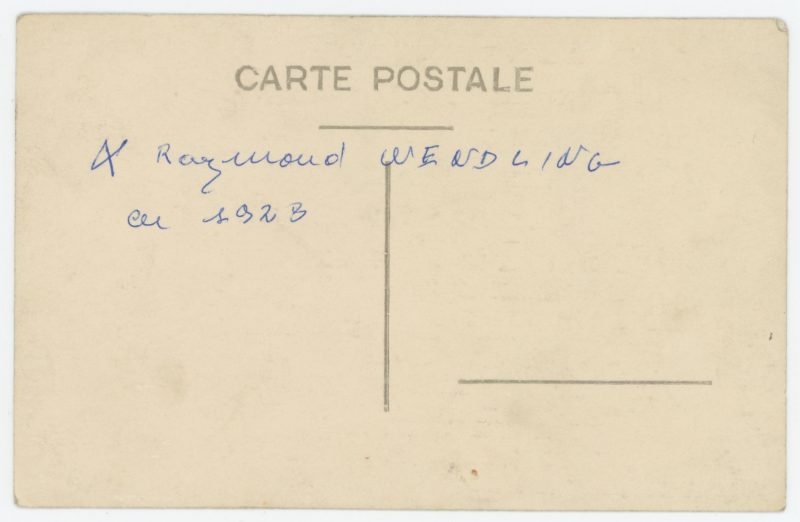 CARTE POSTALE
X Raymond WENDLING
en 1923